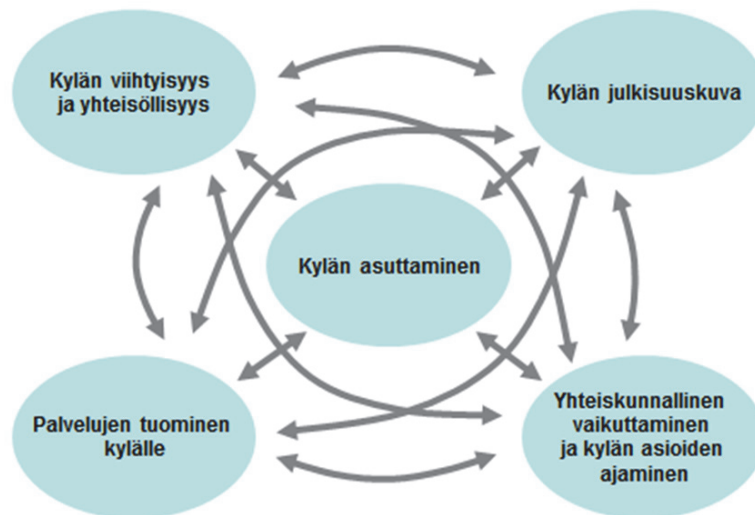 Kylän viihtyisyys
ja yhteisöllisyys
Kylän julkisuuskuva
Kylän asuttaminen
Palvelujen tuominen
kylälle
Yhteiskunnallinen
vaikuttaminen
ja kylän asioiden
ajaminen